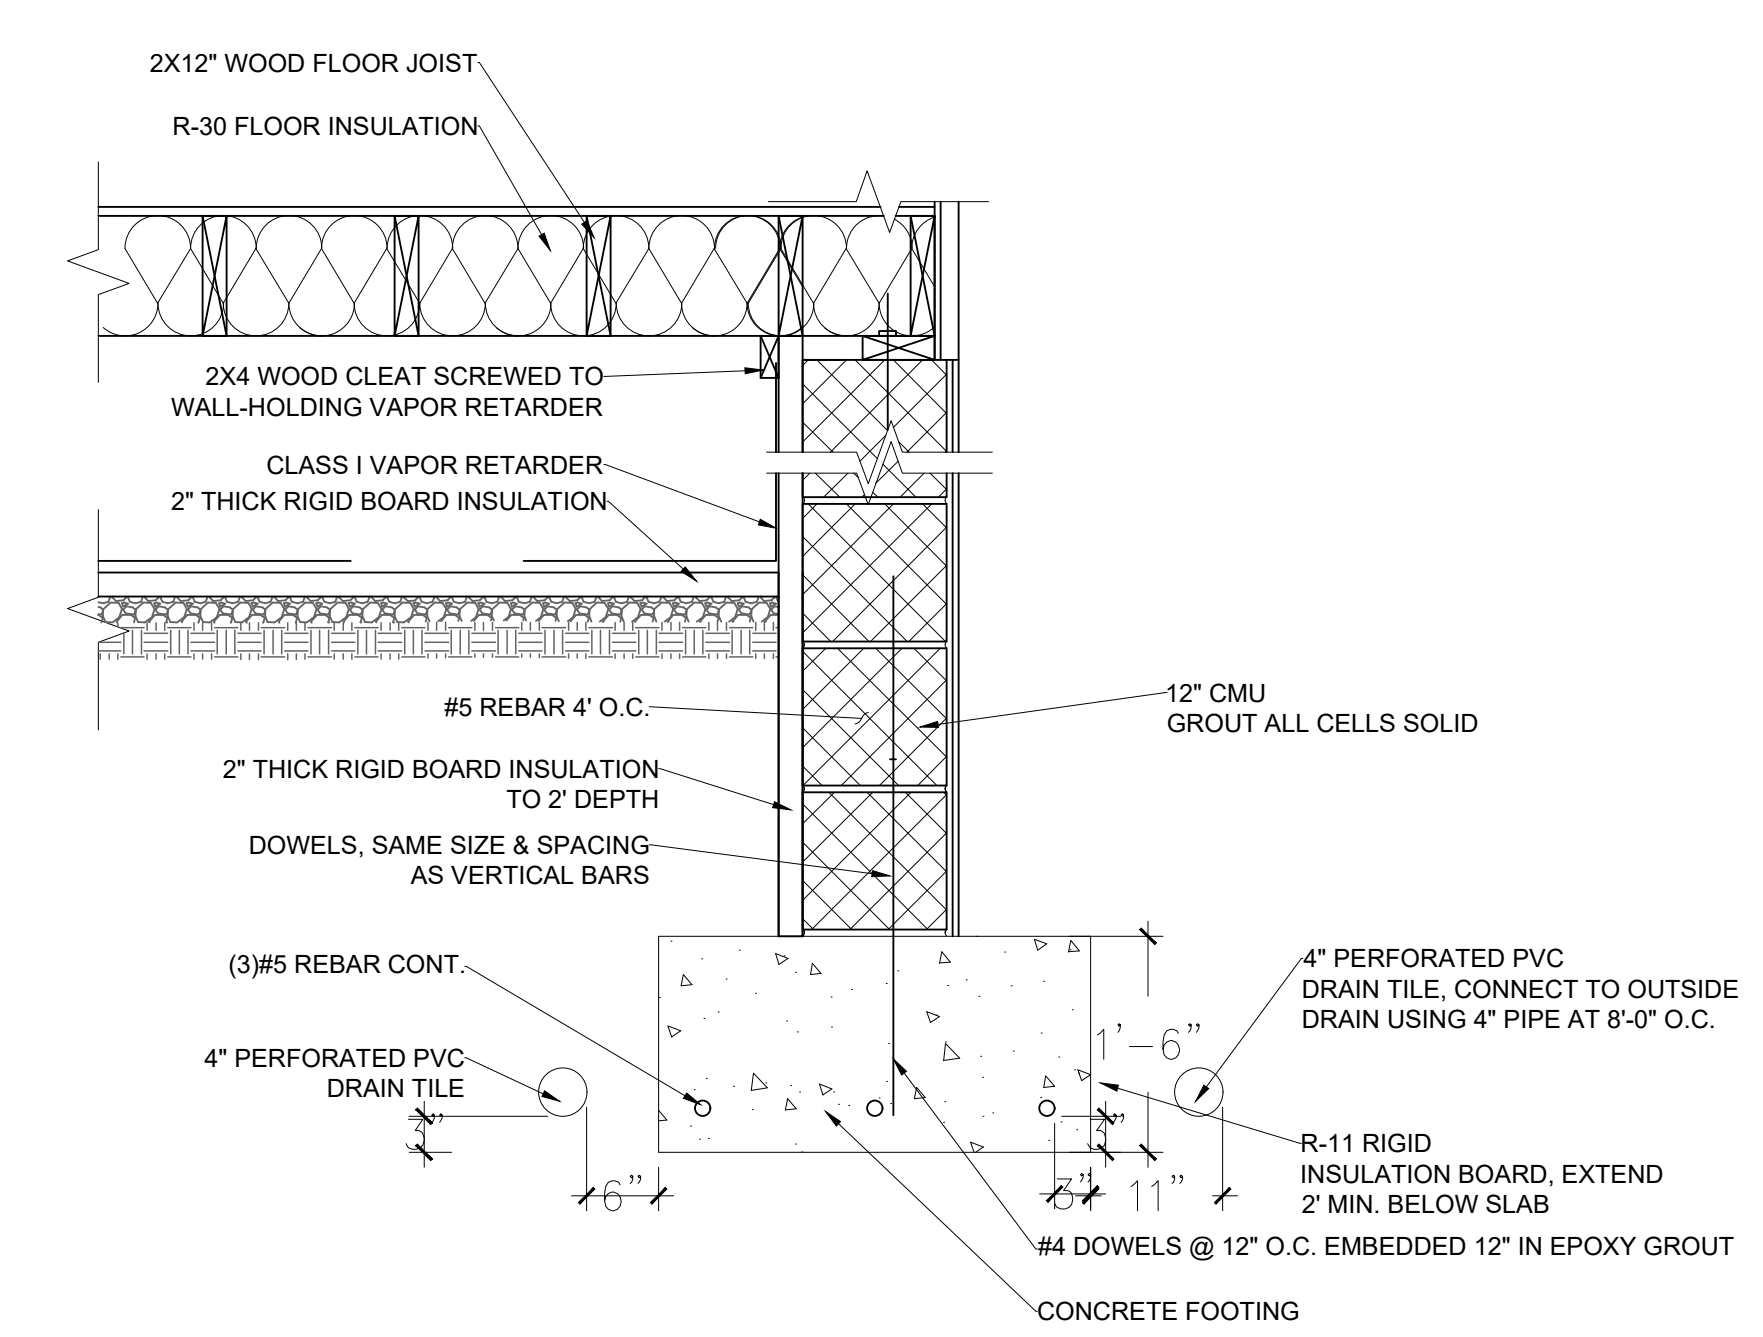 2X12" WOOD FLOOR JOIST
R-30 FLOOR INSULATION
2X4 WOOD CLEAT SCREWED TO
WALL-HOLDING VAPOR RETARDER
CLASS I VAPOR RETARDER
2" THICK RIGID BOARD INSULATION
#5 REBAR 4' O.C.
12" CMU
GROUT ALL CELLS SOLID
2" THICK RIGID BOARD INSULATION
TO 2' DEPTH
DOWELS, SAME SIZE & SPACING
AS VERTICAL BARS
(3)#5 REBAR CONT.
4" PERFORATED PVC
DRAIN TILE, CONNECT TO OUTSIDE
DRAIN USING 4" PIPE AT 8'-0" O.C.
1'-6"
4" PERFORATED PVC
DRAIN TILE
3"
3"
6"
3"
11"
R-11 RIGID
INSULATION BOARD, EXTEND
2' MIN. BELOW SLAB
#4 DOWELS @ 12" O.C. EMBEDDED 12" IN EPOXY GROUT
CONCRETE FOOTING